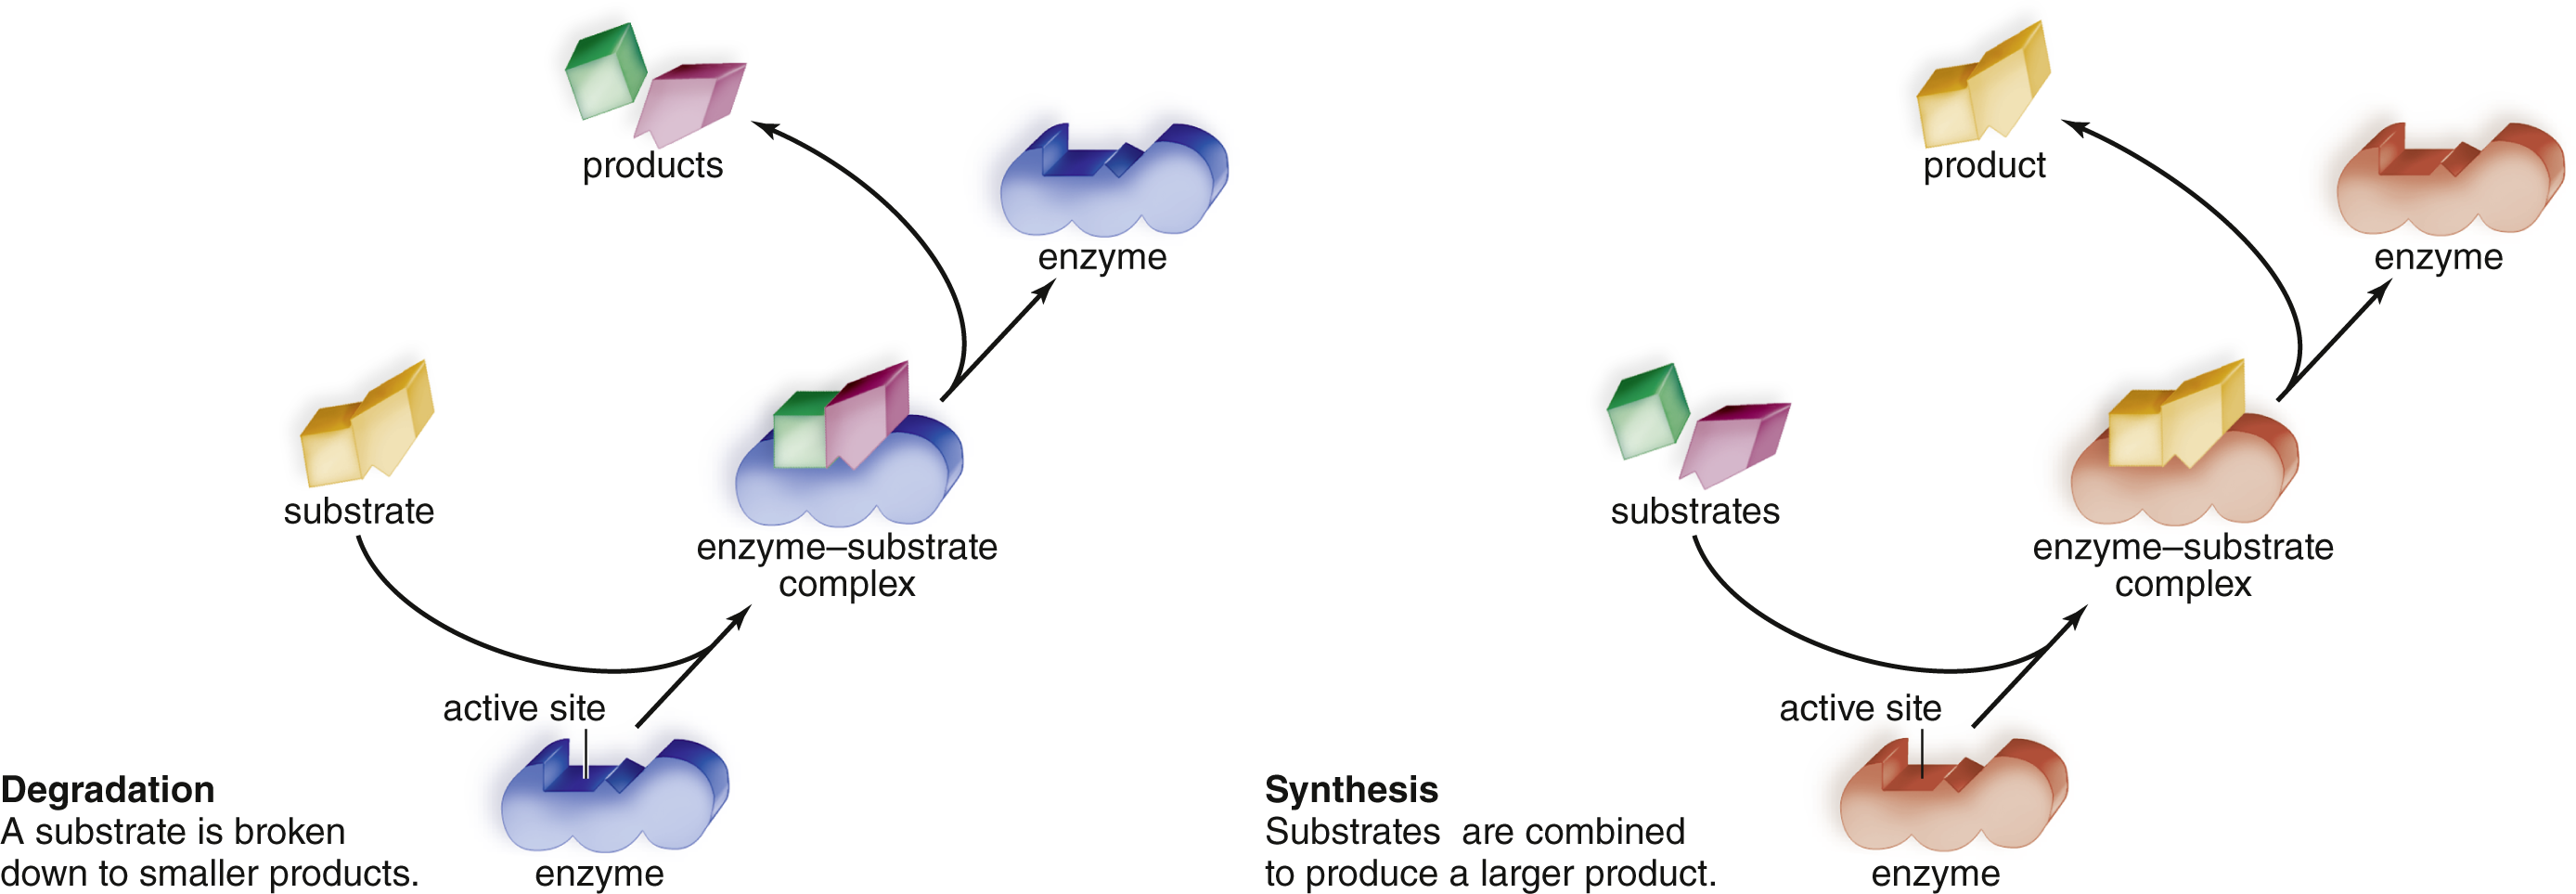 products
enzyme
substrate
enzyme–substrate
complex
active site
enzyme
Degradation
A substrate is broken
down to smaller products.
product
enzyme
substrates
enzyme–substrate
complex
active site
enzyme
Synthesis
Substrates are combined
to produce a larger product.